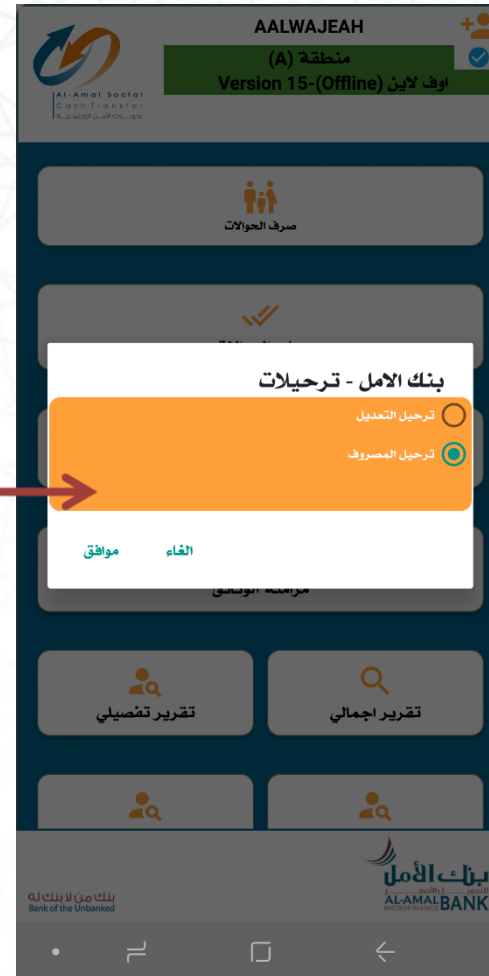 AALWAJEAH
منطقة (A)
اوف لاين (Offline)-Version 15
Al-Amal Social
Cash Transfer
صرف الحوالات
بنك الامل - ترحيلات
ترحيل التعديل
ترحيل المصروف
الغاء
موافق
مزامنة الوثائق
تقرير اجمالي
تقرير تفصيلي
بنك الأمل
AL-AMAL BANK
MICROFINANCE
بنك من لا بنك له
Bank of the Unbanked